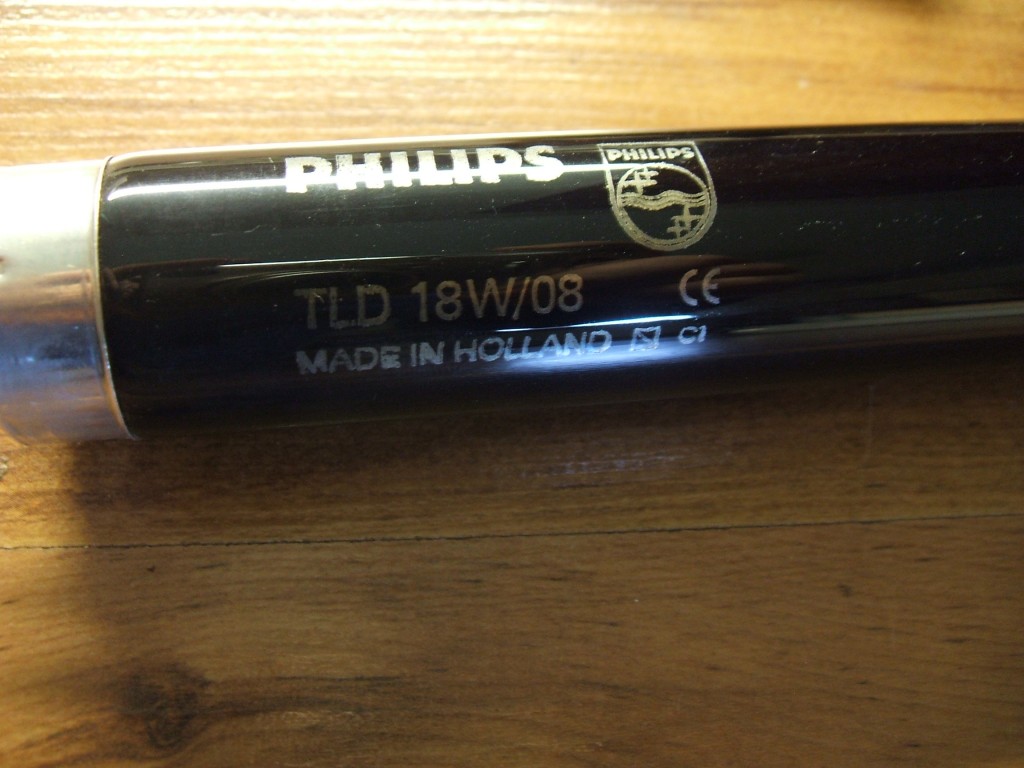 PHILIPS
PHILIPS
TLD 18W/08 CE
MADE IN HOLLAND C1